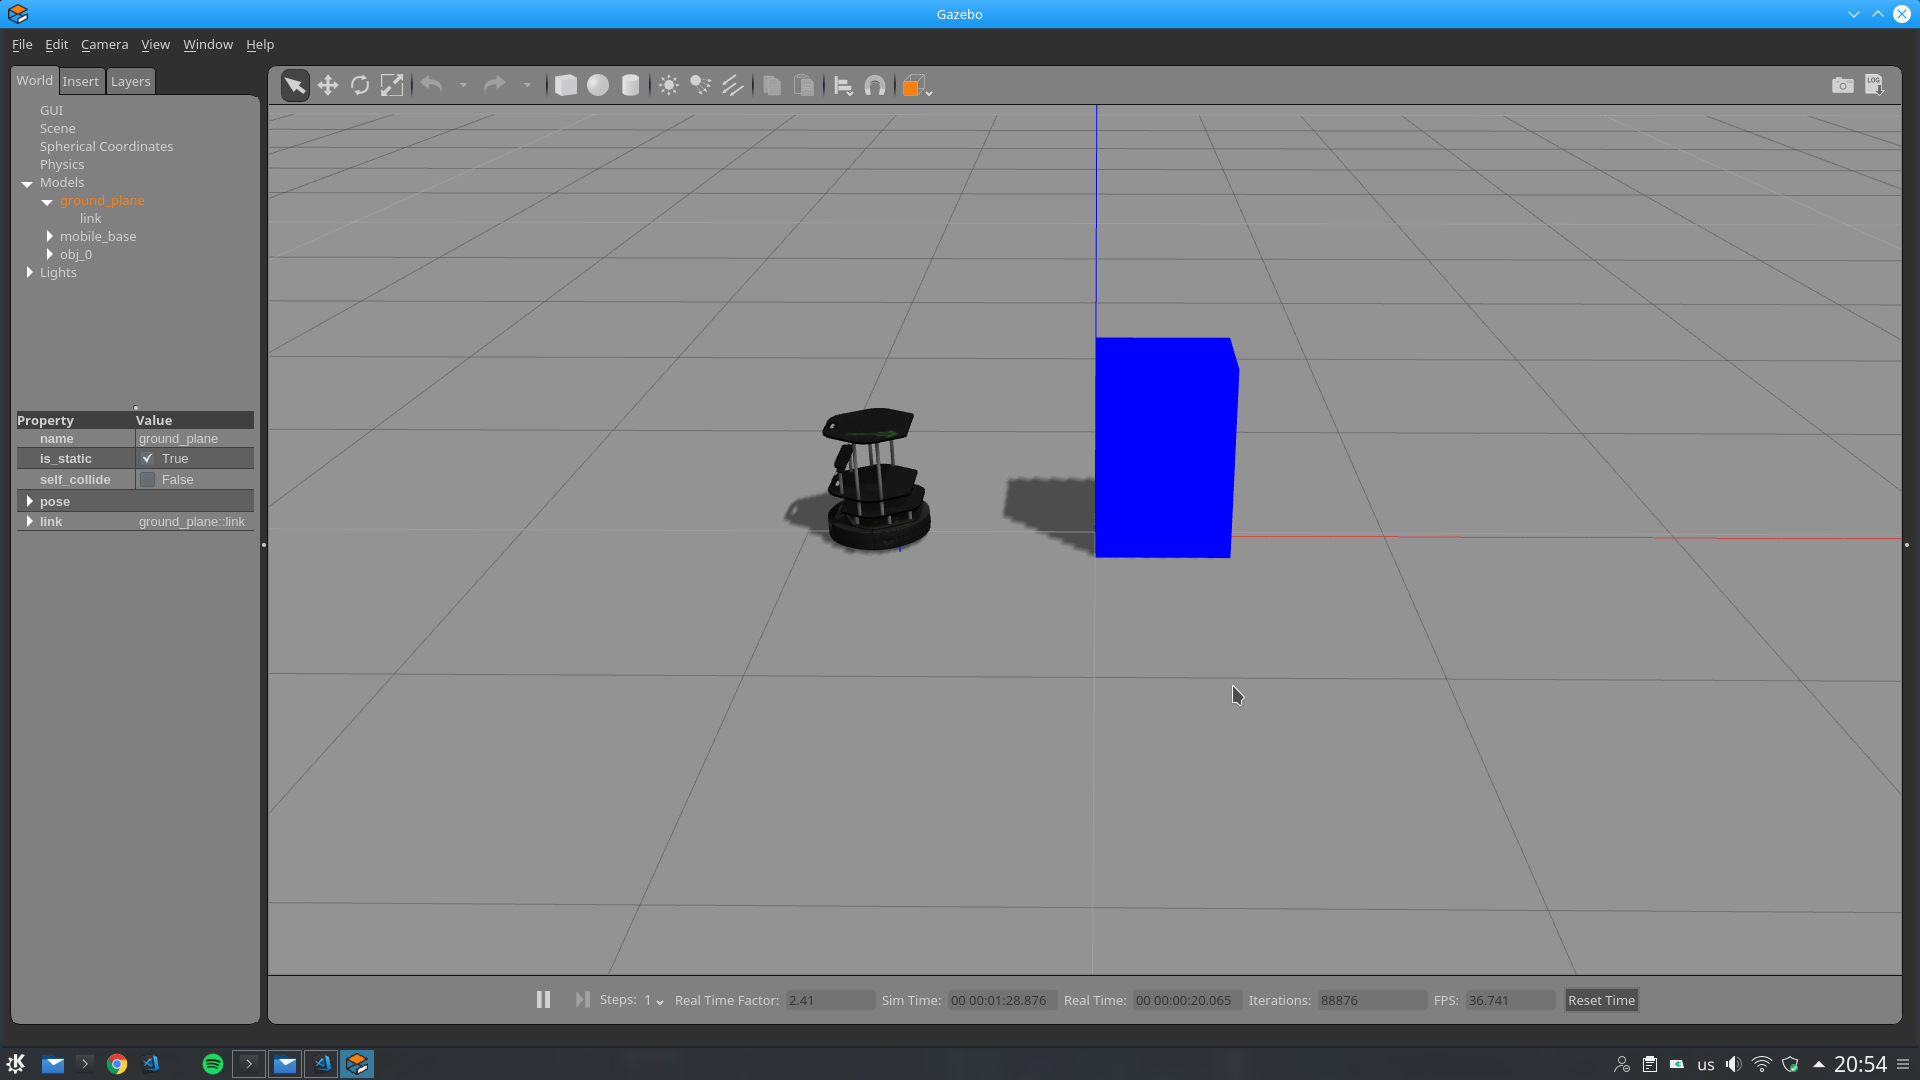 Gazebo
File Edit Camera View Window Help
World Insert Layers
LOG
GUI
Scene
Spherical Coordinates
Physics
Models
ground_plane
link
mobile_base
obj_0
Lights
Property Value
name ground_plane
is_static True
self_collide False
pose
link ground_plane::link
Steps: 1 Real Time Factor: 2.41 Sim Time: 00 00:01:28.876 Real Time: 00 00:00:20.065 Iterations: 88876 FPS: 36.741 Reset Time
us 20:54